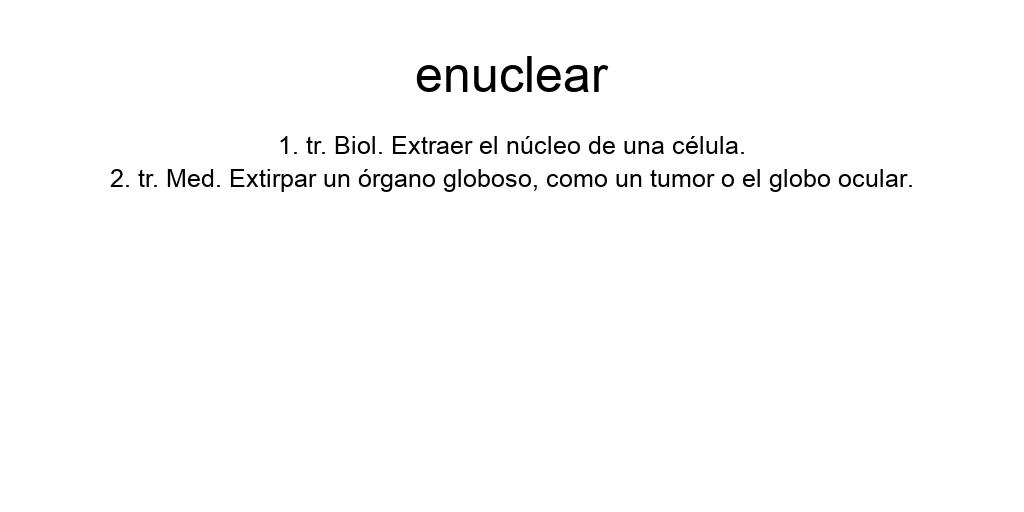 enuclear
1. tr. Biol. Extraer el núcleo de una célula.
2. tr. Med. Extirpar un órgano globoso, como un tumor o el globo ocular.